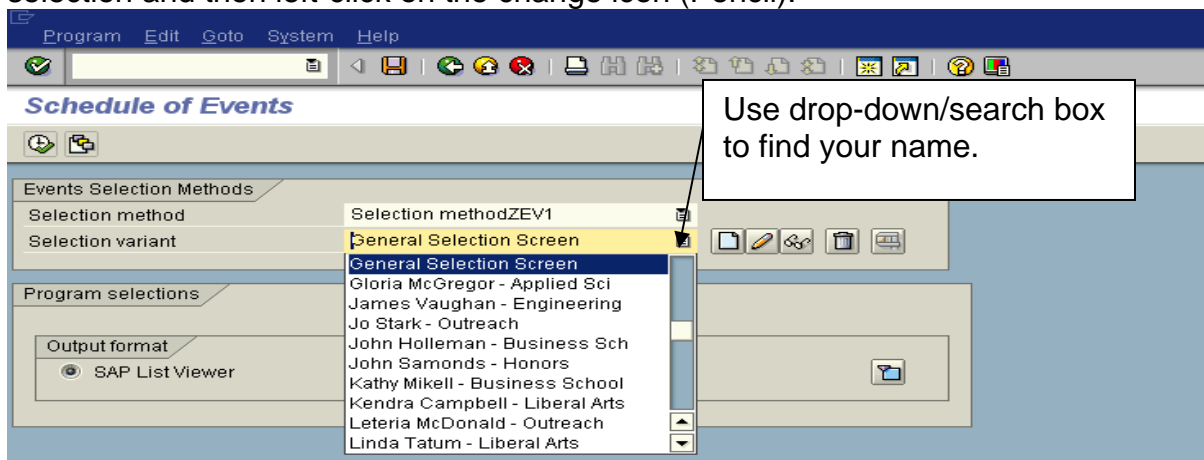 selection and then left-click on the change icon (Pencil).
Program Edit Goto System Help
Schedule of Events
Use drop-down/search box
to find your name.
Events Selection Methods
Selection method Selection methodZEV1
Selection variant General Selection Screen
General Selection Screen
Gloria McGregor - Applied Sci
James Vaughan - Engineering
Program selections
Jo Stark - Outreach
Output format
John Holleman - Business Sch
John Samonds - Honors
SAP List Viewer
Kathy Mikell - Business School
Kendra Campbell - Liberal Arts
Leteria McDonald - Outreach
Linda Tatum - Liberal Arts